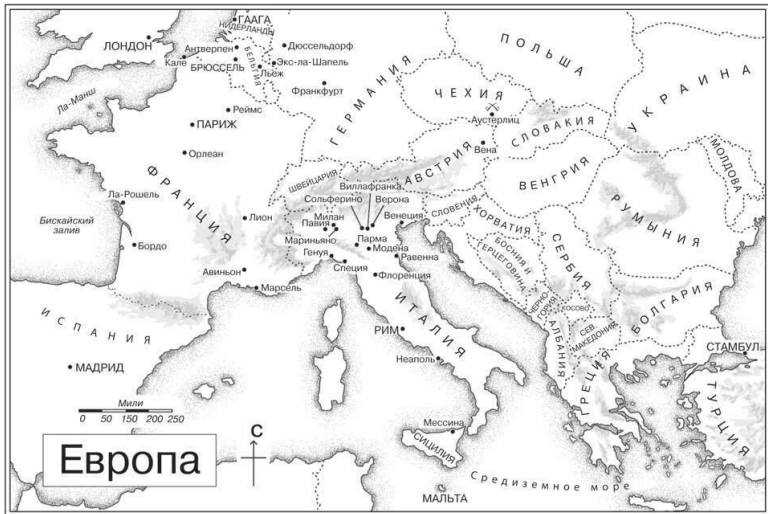 ГААГА
НИДЕРЛАНДЫ
ПОЛЬША
ЛОНДОН
Антверпен
Дюссельдорф
Кале
БРЮССЕЛЬ
БЕЛЬГИЯ
Льеж
Экс-ла-Шапель
Франкфурт
ГЕРМАНИЯ
ЧЕХИЯ
УКРАИНА
Ла-Манш
Реймс
Аустерлиц
СЛОВАКИЯ
ПАРИЖ
Орлеан
Вена
АВСТРИЯ
ВЕНГРИЯ
МОЛДОВА
ФРАНЦИЯ
ШВЕЙЦАРИЯ
Виллафранка
Ла-Рошель
Сольферино
Верона
СЛОВЕНИЯ
РУМЫНИЯ
Бискайский
залив
Лион
Милан
Павия
Венеция
ХОРВАТИЯ
Бордо
Мариньяно
Парма
Генуя
Модена
Равенна
БОСНИЯ И
ГЕРЦЕГОВИНА
СЕРБИЯ
Авиньон
Специя
Флоренция
Марсель
ИСПАНИЯ
ИТАЛИЯ
ЧЕРНО-
ГОРИЯ
КОСОВО
БОЛГАРИЯ
СЕВ.
МАКЕДОНИЯ
АЛБАНИЯ
РИМ
СТАМБУЛ
МАДРИД
Неаполь
ГРЕЦИЯ
ТУРЦИЯ
Мили
0 50 150 200 250
Мессина
С
СИЦИЛИЯ
Европа
Средиземное море
МАЛЬТА